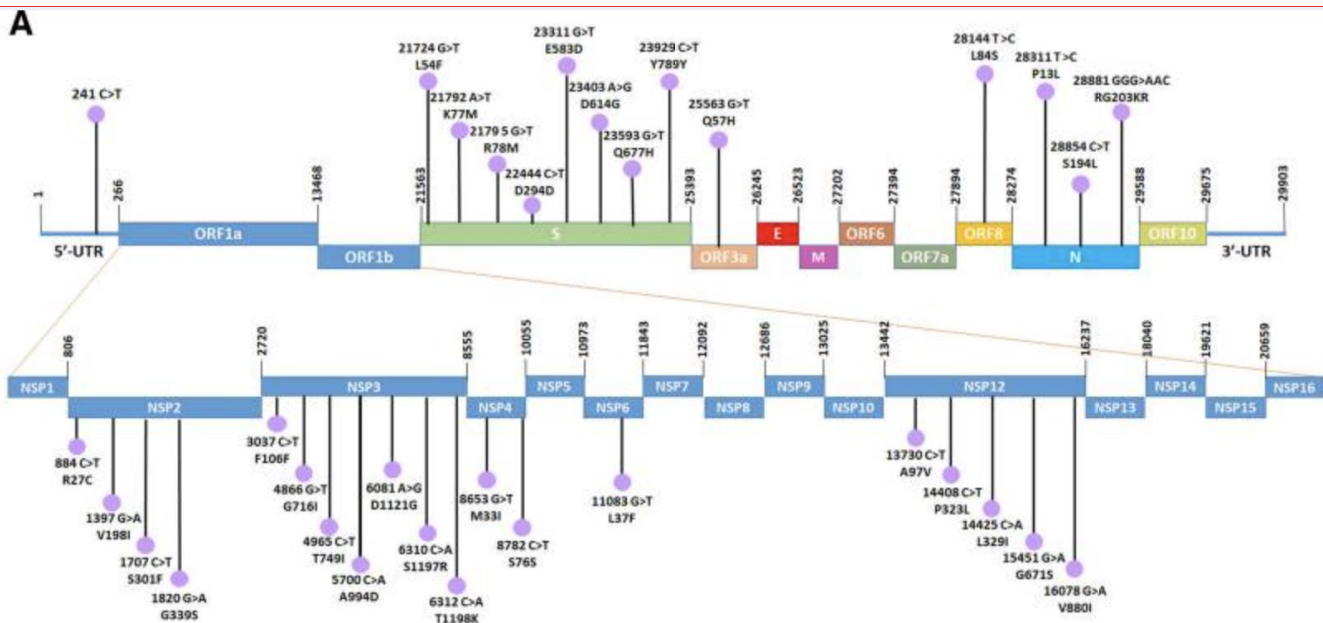 A
241 C>T
21724 G>T
L54F
21792 A>T
K77M
21795 G>T
R78M
22444 C>T
D294D
23311 G>T
E583D
23403 A>G
D614G
23593 G>T
Q677H
23929 C>T
Y789Y
25563 G>T
Q57H
28144 T>C
L84S
28311 T>C
P13L
28854 C>T
S194L
28881 GGG>AAC
RG203KR
1
266
13468
21563
25393
26245
26523
27202
27394
27894
28274
29588
29675
29903
5'-UTR
ORF1a
ORF1b
S
ORF3a
E
M
ORF6
ORF7a
ORF8
N
ORF10
3'-UTR
806
2720
8555
10055
10973
11843
12092
12686
13025
13442
16237
18040
19621
20659
NSP1
NSP2
NSP3
NSP4
NSP5
NSP6
NSP7
NSP8
NSP9
NSP10
NSP12
NSP13
NSP14
NSP15
NSP16
884 C>T
R27C
1397 G>A
V198I
1707 C>T
S301F
1820 G>A
G339S
3037 C>T
F106F
4866 G>T
G716I
4965 C>T
T749I
5700 C>A
A994D
6081 A>G
D1121G
6310 C>A
S1197R
6312 C>A
T1198K
8653 G>T
M33I
8782 C>T
S76S
11083 G>T
L37F
13730 C>T
A97V
14408 C>T
P323L
14425 C>A
L329I
15451 G>A
G671S
16078 G>A
V880I